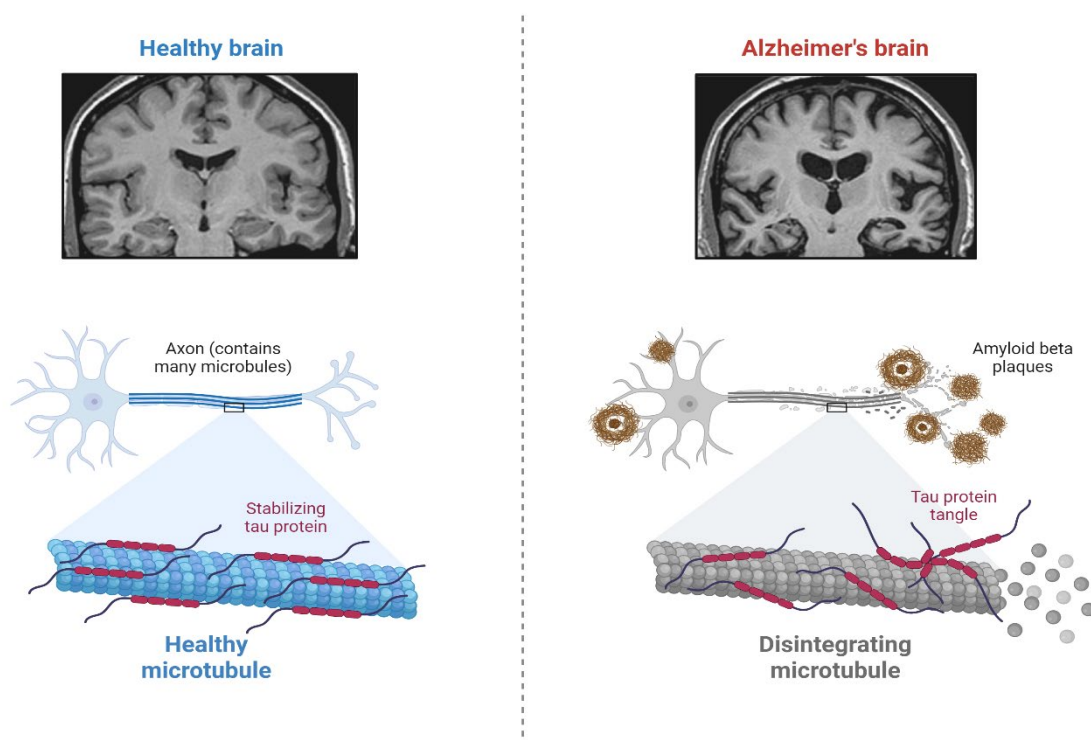 Healthy brain
Axon (contains
many microbules)
Stabilizing
tau protein
Healthy
microtubule
Alzheimer's brain
Amyloid beta
plaques
Tau protein
tangle
Disintegrating
microtubule